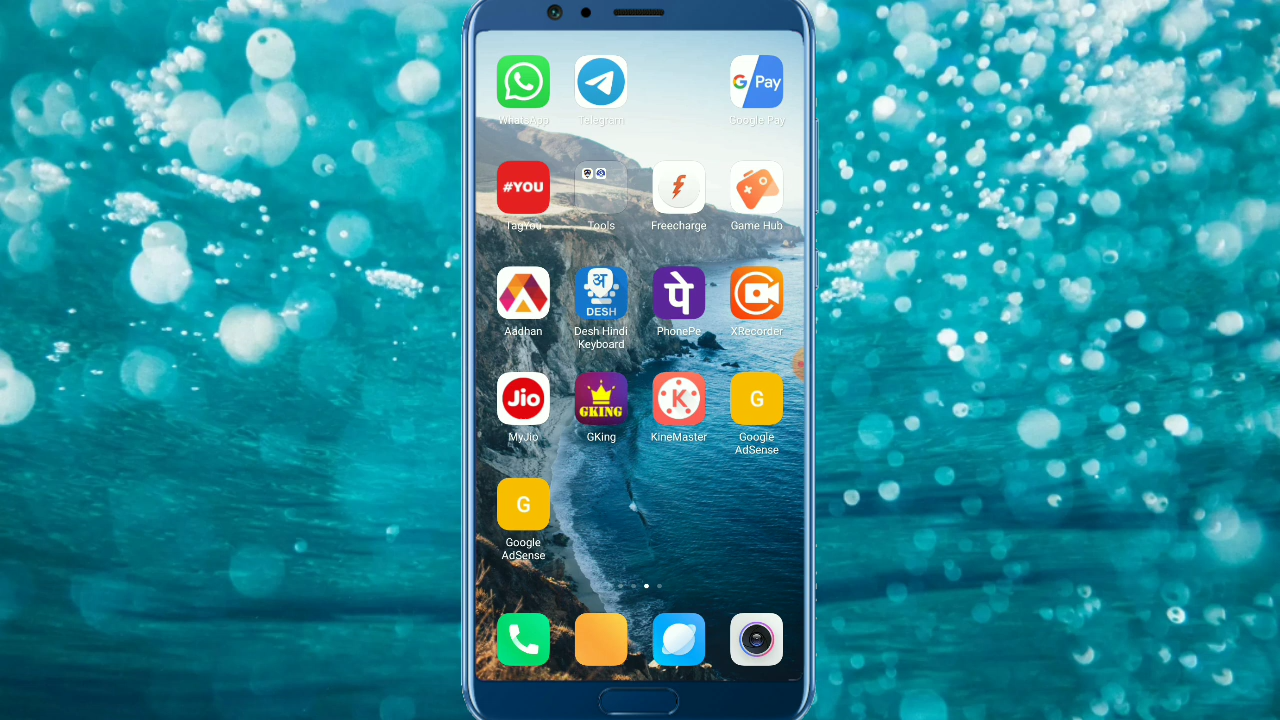 WhatsApp
Telegram
G Pay
Google Pay
#YOU
TagYou
Tools
Freecharge
Game Hub
Aadhan
अ
DESH
Desh Hindi
Keyboard
पे
PhonePe
XRecorder
Jio
MyJio
GKING
GKing
K
KineMaster
G
Google
AdSense
G
Google
AdSense